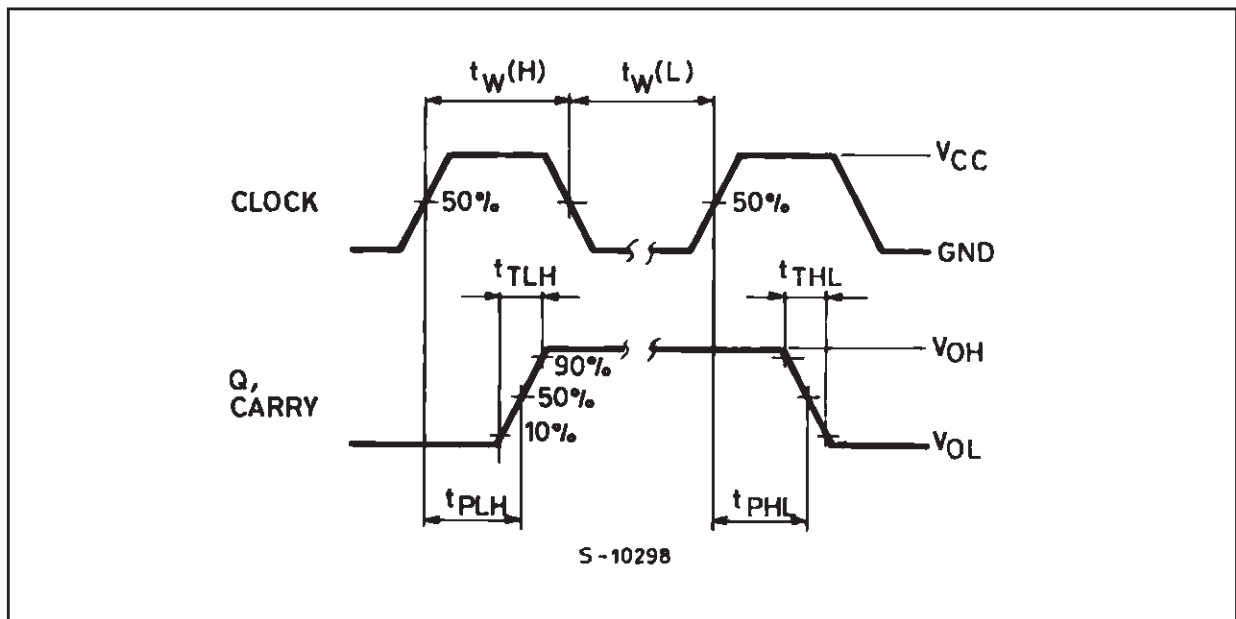 tW(H) tW(L)
VCC
CLOCK 50% 50%
GND
tTLH tTHL
VOH
90%
Q,
CARRY
50%
10%
VOL
tPLH tPHL
S-10298